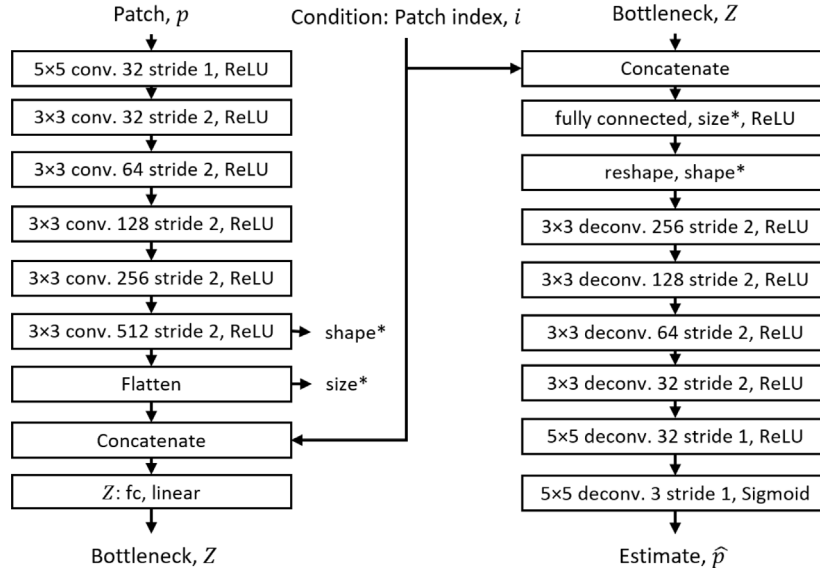 Patch, p
5×5 conv. 32 stride 1, ReLU
3×3 conv. 32 stride 2, ReLU
3×3 conv. 64 stride 2, ReLU
3×3 conv. 128 stride 2, ReLU
3×3 conv. 256 stride 2, ReLU
3×3 conv. 512 stride 2, ReLU
shape*
Flatten
size*
Concatenate
Z: fc, linear
Bottleneck, Z
Condition: Patch index, i
Bottleneck, Z
Concatenate
fully connected, size*, ReLU
reshape, shape*
3×3 deconv. 256 stride 2, ReLU
3×3 deconv. 128 stride 2, ReLU
3×3 deconv. 64 stride 2, ReLU
3×3 deconv. 32 stride 2, ReLU
5×5 deconv. 32 stride 1, ReLU
5×5 deconv. 3 stride 1, Sigmoid
Estimate, p̂